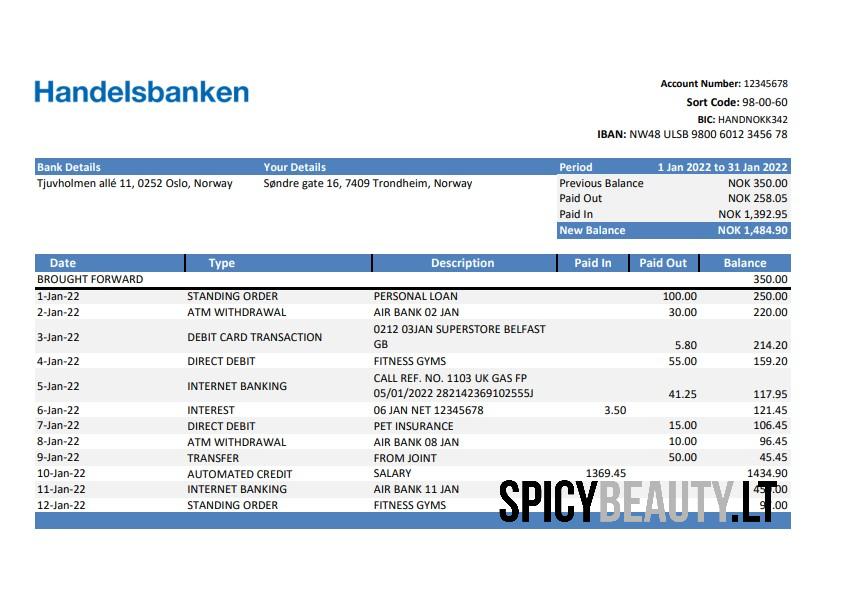 Handelsbanken
Account Number: 12345678
Sort Code: 98-00-60
BIC: HANDNOKK342
IBAN: NW48 ULSB 9800 6012 3456 78
Bank Details Your Details Period 1 Jan 2022 to 31 Jan 2022
Tjuvholmen allé 11, 0252 Oslo, Norway Søndre gate 16, 7409 Trondheim, Norway Previous Balance NOK 350.00
Paid Out NOK 258.05
Paid In NOK 1,392.95
New Balance NOK 1,484.90
Date Type Description Paid In Paid Out Balance
BROUGHT FORWARD 350.00
1-Jan-22 STANDING ORDER PERSONAL LOAN 100.00 250.00
2-Jan-22 ATM WITHDRAWAL AIR BANK 02 JAN 30.00 220.00
3-Jan-22 DEBIT CARD TRANSACTION 0212 03JAN SUPERSTORE BELFAST
GB 5.80 214.20
4-Jan-22 DIRECT DEBIT FITNESS GYMS 55.00 159.20
5-Jan-22 INTERNET BANKING CALL REF. NO. 1103 UK GAS FP
05/01/2022 282142369102555J 41.25 117.95
6-Jan-22 INTEREST 06 JAN NET 12345678 3.50 121.45
7-Jan-22 DIRECT DEBIT PET INSURANCE 15.00 106.45
8-Jan-22 ATM WITHDRAWAL AIR BANK 08 JAN 10.00 96.45
9-Jan-22 TRANSFER FROM JOINT 50.00 45.45
10-Jan-22 AUTOMATED CREDIT SALARY 1369.45 1434.90
11-Jan-22 INTERNET BANKING AIR BANK 11 JAN
12-Jan-22 STANDING ORDER FITNESS GYMS
SPICYBEAUTY.LT